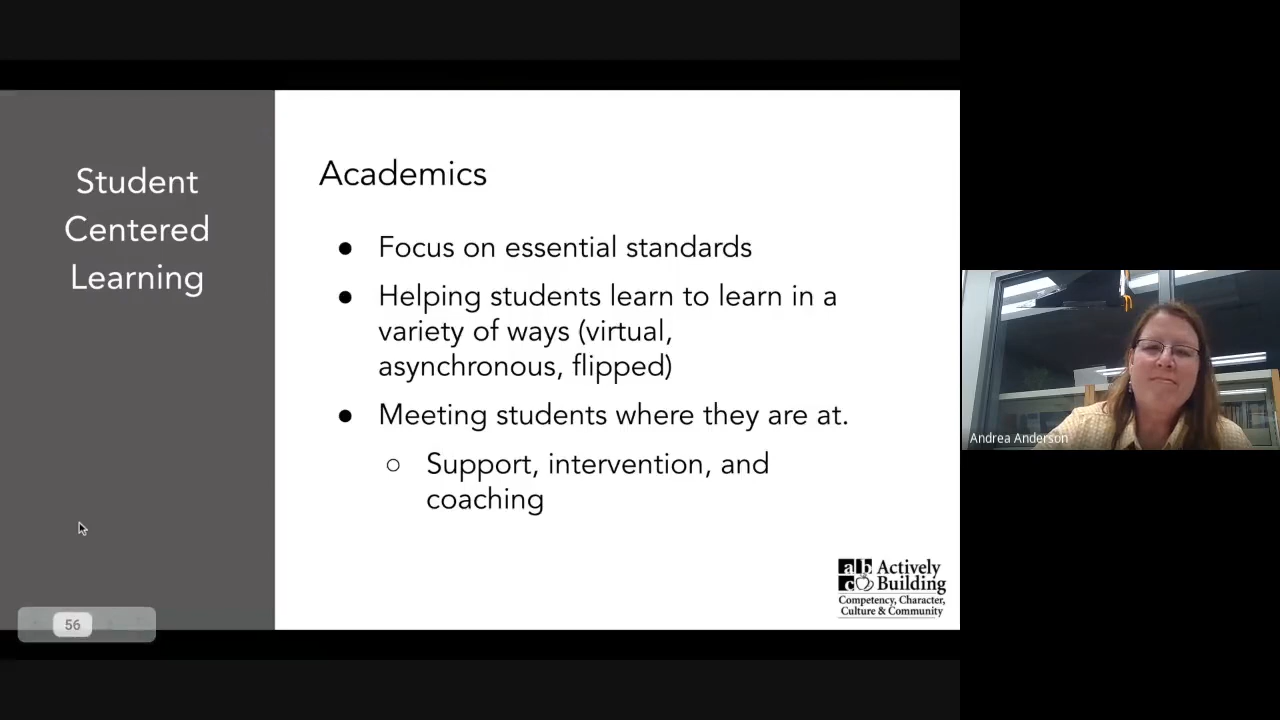 Student
Centered
Learning
Academics
● Focus on essential standards
● Helping students learn to learn in a
variety of ways (virtual,
asynchronous, flipped)
● Meeting students where they are at.
○ Support, intervention, and
coaching
a b Actively
c Building
Competency, Character,
Culture & Community
56
Andrea Anderson